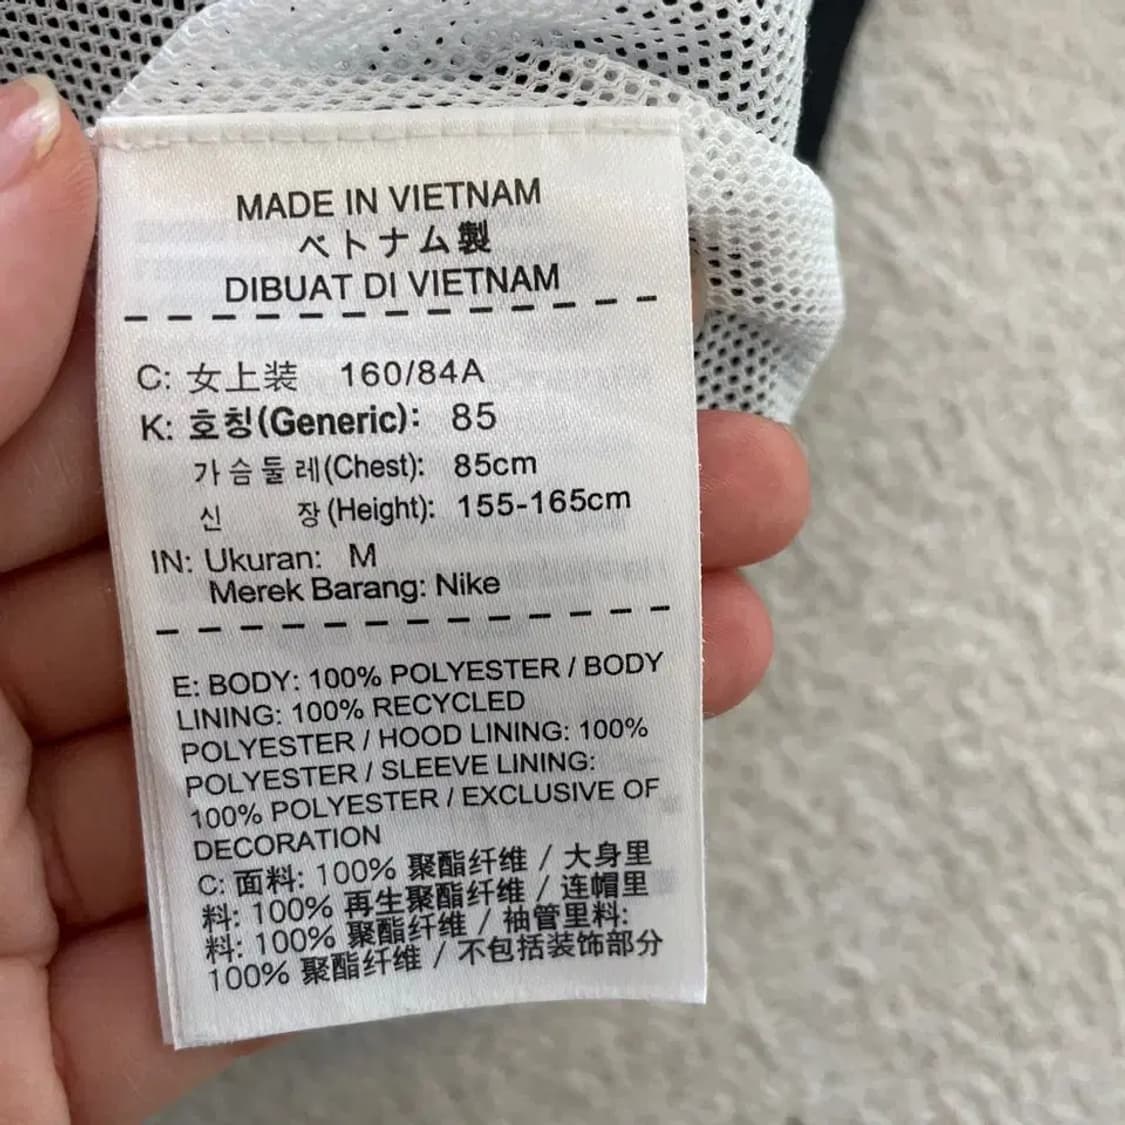 MADE IN VIETNAM
ベトナム製
DIBUAT DI VIETNAM
C: 女上装 160/84A
K: 호칭(Generic): 85
가슴둘레(Chest): 85cm
신 장(Height): 155-165cm
IN: Ukuran: M
Merek Barang: Nike
E: BODY: 100% POLYESTER / BODY
LINING: 100% RECYCLED
POLYESTER / HOOD LINING: 100%
POLYESTER / SLEEVE LINING:
100% POLYESTER / EXCLUSIVE OF
DECORATION
C: 面料: 100% 聚酯纤维 / 大身里
料: 100% 再生聚酯纤维 / 连帽里
料: 100% 聚酯纤维 / 袖管里料:
100% 聚酯纤维 / 不包括装饰部分